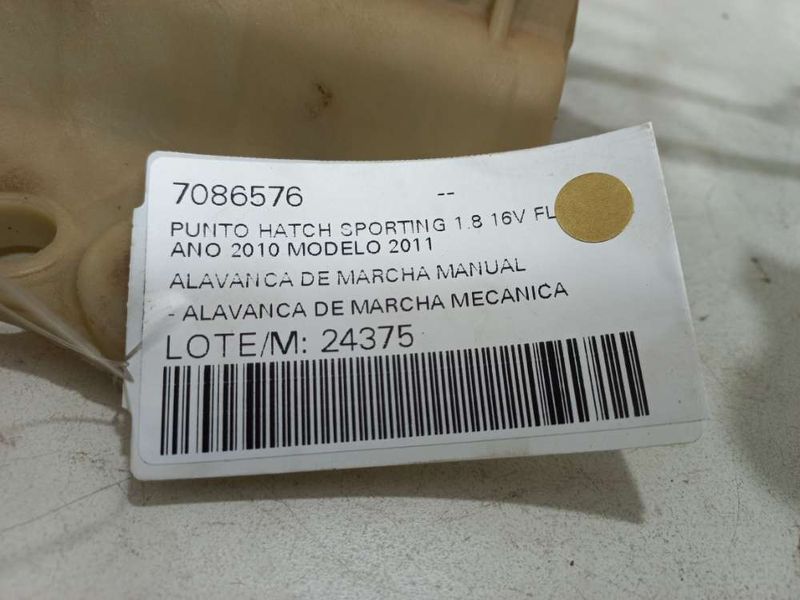 7086576 --
PUNTO HATCH SPORTING 1.8 16V FL
ANO 2010 MODELO 2011
ALAVANCA DE MARCHA MANUAL
- ALAVANCA DE MARCHA MECANICA
LOTE/M: 24375